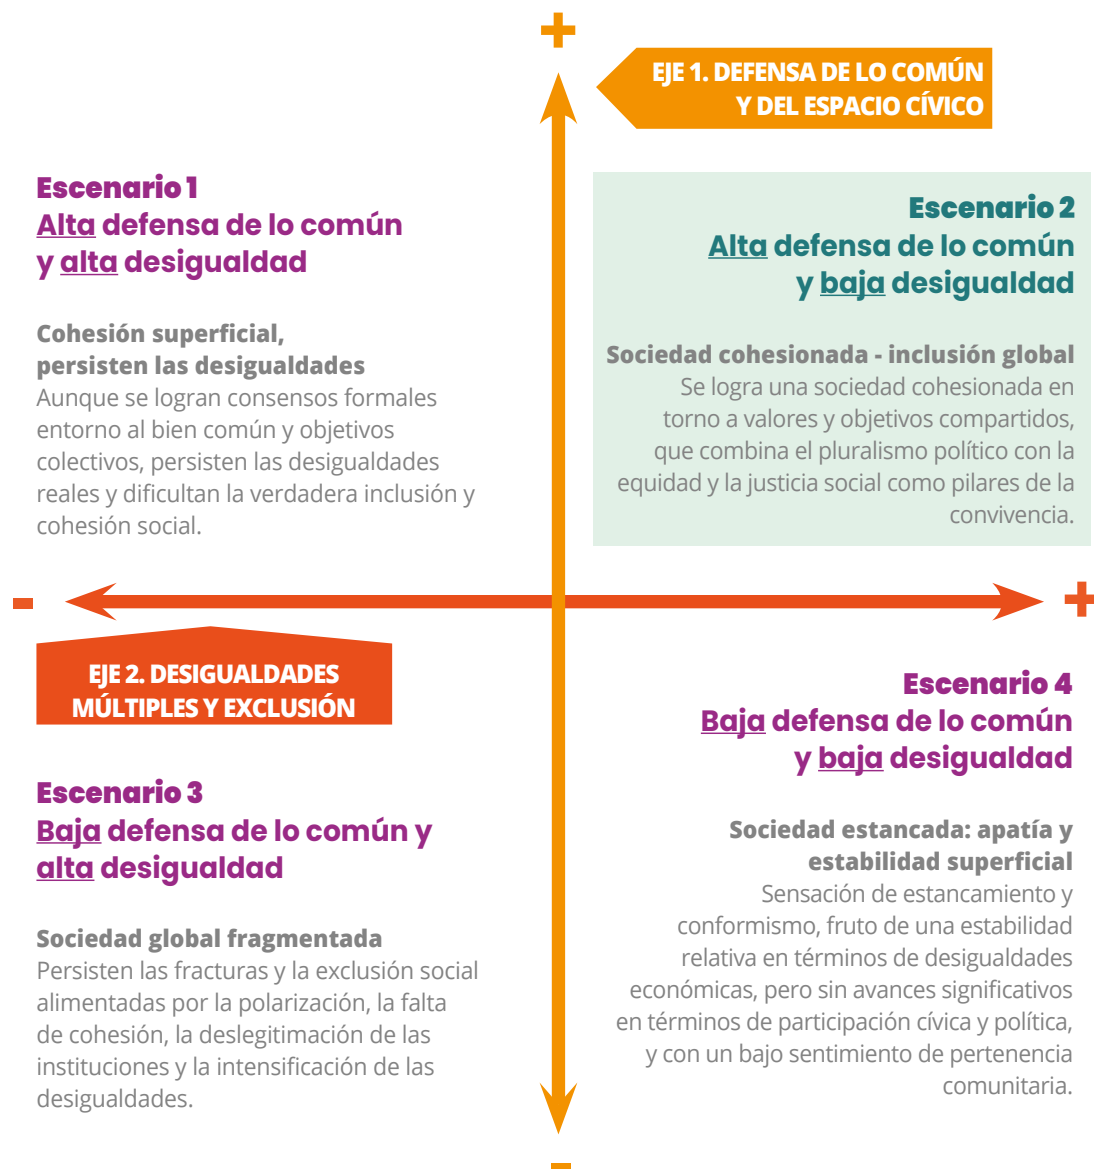 +
EJE 1. DEFENSA DE LO COMÚN
Y DEL ESPACIO CÍVICO
Escenario 1
Alta defensa de lo común
y alta desigualdad
Cohesión superficial,
persisten las desigualdades
Aunque se logran consensos formales
entorno al bien común y objetivos
colectivos, persisten las desigualdades
reales y dificultan la verdadera inclusión y
cohesión social.
Escenario 2
Alta defensa de lo común
y baja desigualdad
Sociedad cohesionada - inclusión global
Se logra una sociedad cohesionada en
torno a valores y objetivos compartidos,
que combina el pluralismo político con la
equidad y la justicia social como pilares de la
convivencia.
-
+
EJE 2. DESIGUALDADES
MÚLTIPLES Y EXCLUSIÓN
Escenario 3
Baja defensa de lo común y
alta desigualdad
Sociedad global fragmentada
Persisten las fracturas y la exclusión social
alimentadas por la polarización, la falta
de cohesión, la deslegitimación de las
instituciones y la intensificación de las
desigualdades.
Escenario 4
Baja defensa de lo común
y baja desigualdad
Sociedad estancada: apatía y
estabilidad superficial
Sensación de estancamiento y
conformismo, fruto de una estabilidad
relativa en términos de desigualdades
económicas, pero sin avances significativos
en términos de participación cívica y política,
y con un bajo sentimiento de pertenencia
comunitaria.
-